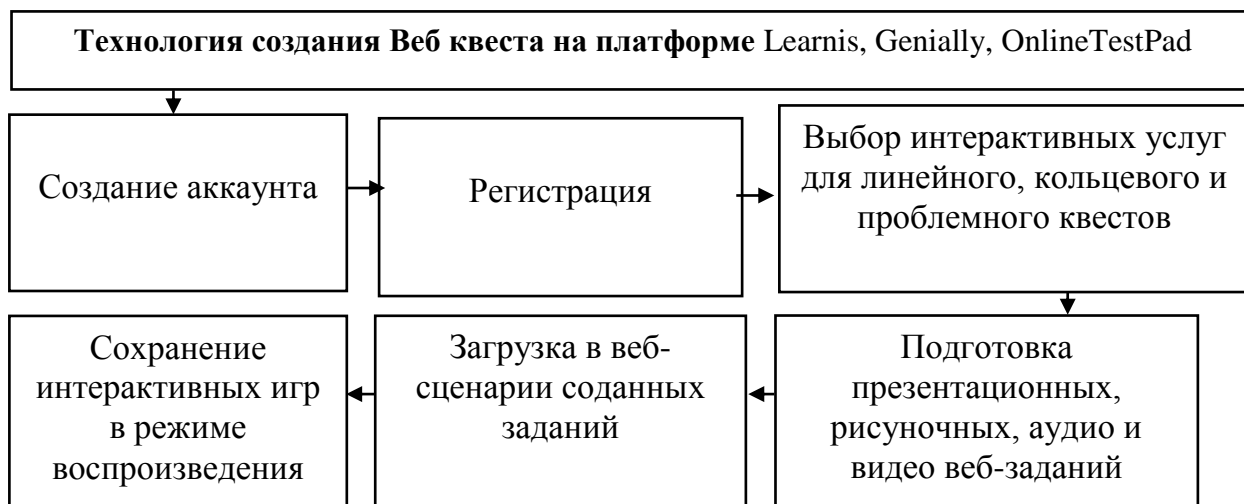 Технология создания Веб квеста на платформе Learnis, Genially, OnlineTestPad
Создание аккаунта
Регистрация
Выбор интерактивных услуг
для линейного, кольцевого и
проблемного квестов
Подготовка
презентационных,
рисуночных, аудио и
видео веб-заданий
Загрузка в веб-
сценарии соданных
заданий
Сохранение
интерактивных игр
в режиме
воспроизведения